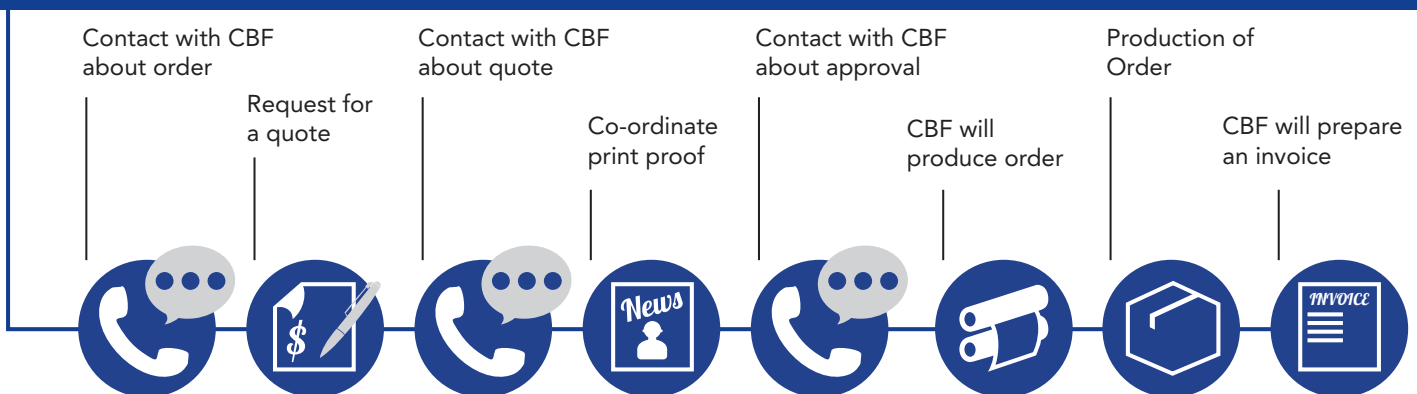 Contact with CBF
about order
Request for
a quote
Contact with CBF
about quote
Co-ordinate
print proof
Contact with CBF
about approval
CBF will
produce order
Production of
Order
CBF will prepare
an invoice
$
News
INVOICE